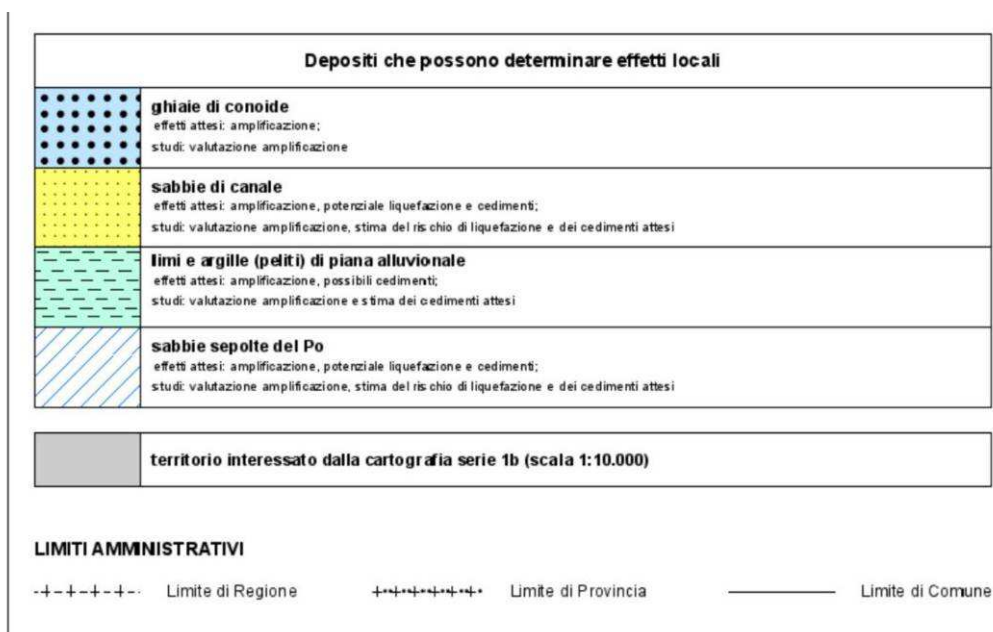 Depositi che possono determinare effetti locali
ghiaie di conoide
effetti attesi: amplificazione;
studi: valutazione amplificazione
sabbie di canale
effetti attesi: amplificazione, potenziale liquefazione e cedimenti;
studi: valutazione amplificazione, stima del rischio di liquefazione e dei cedimenti attesi
limi e argille (peliti) di piana alluvionale
effetti attesi: amplificazione, possibili cedimenti;
studi: valutazione amplificazione e stima dei cedimenti attesi
sabbie sepolte del Po
effetti attesi: amplificazione, potenziale liquefazione e cedimenti;
studi: valutazione amplificazione, stima del rischio di liquefazione e dei cedimenti attesi
territorio interessato dalla cartografia serie 1b (scala 1:10.000)
LIMITI AMMINISTRATIVI
Limite di Regione Limite di Provincia Limite di Comune